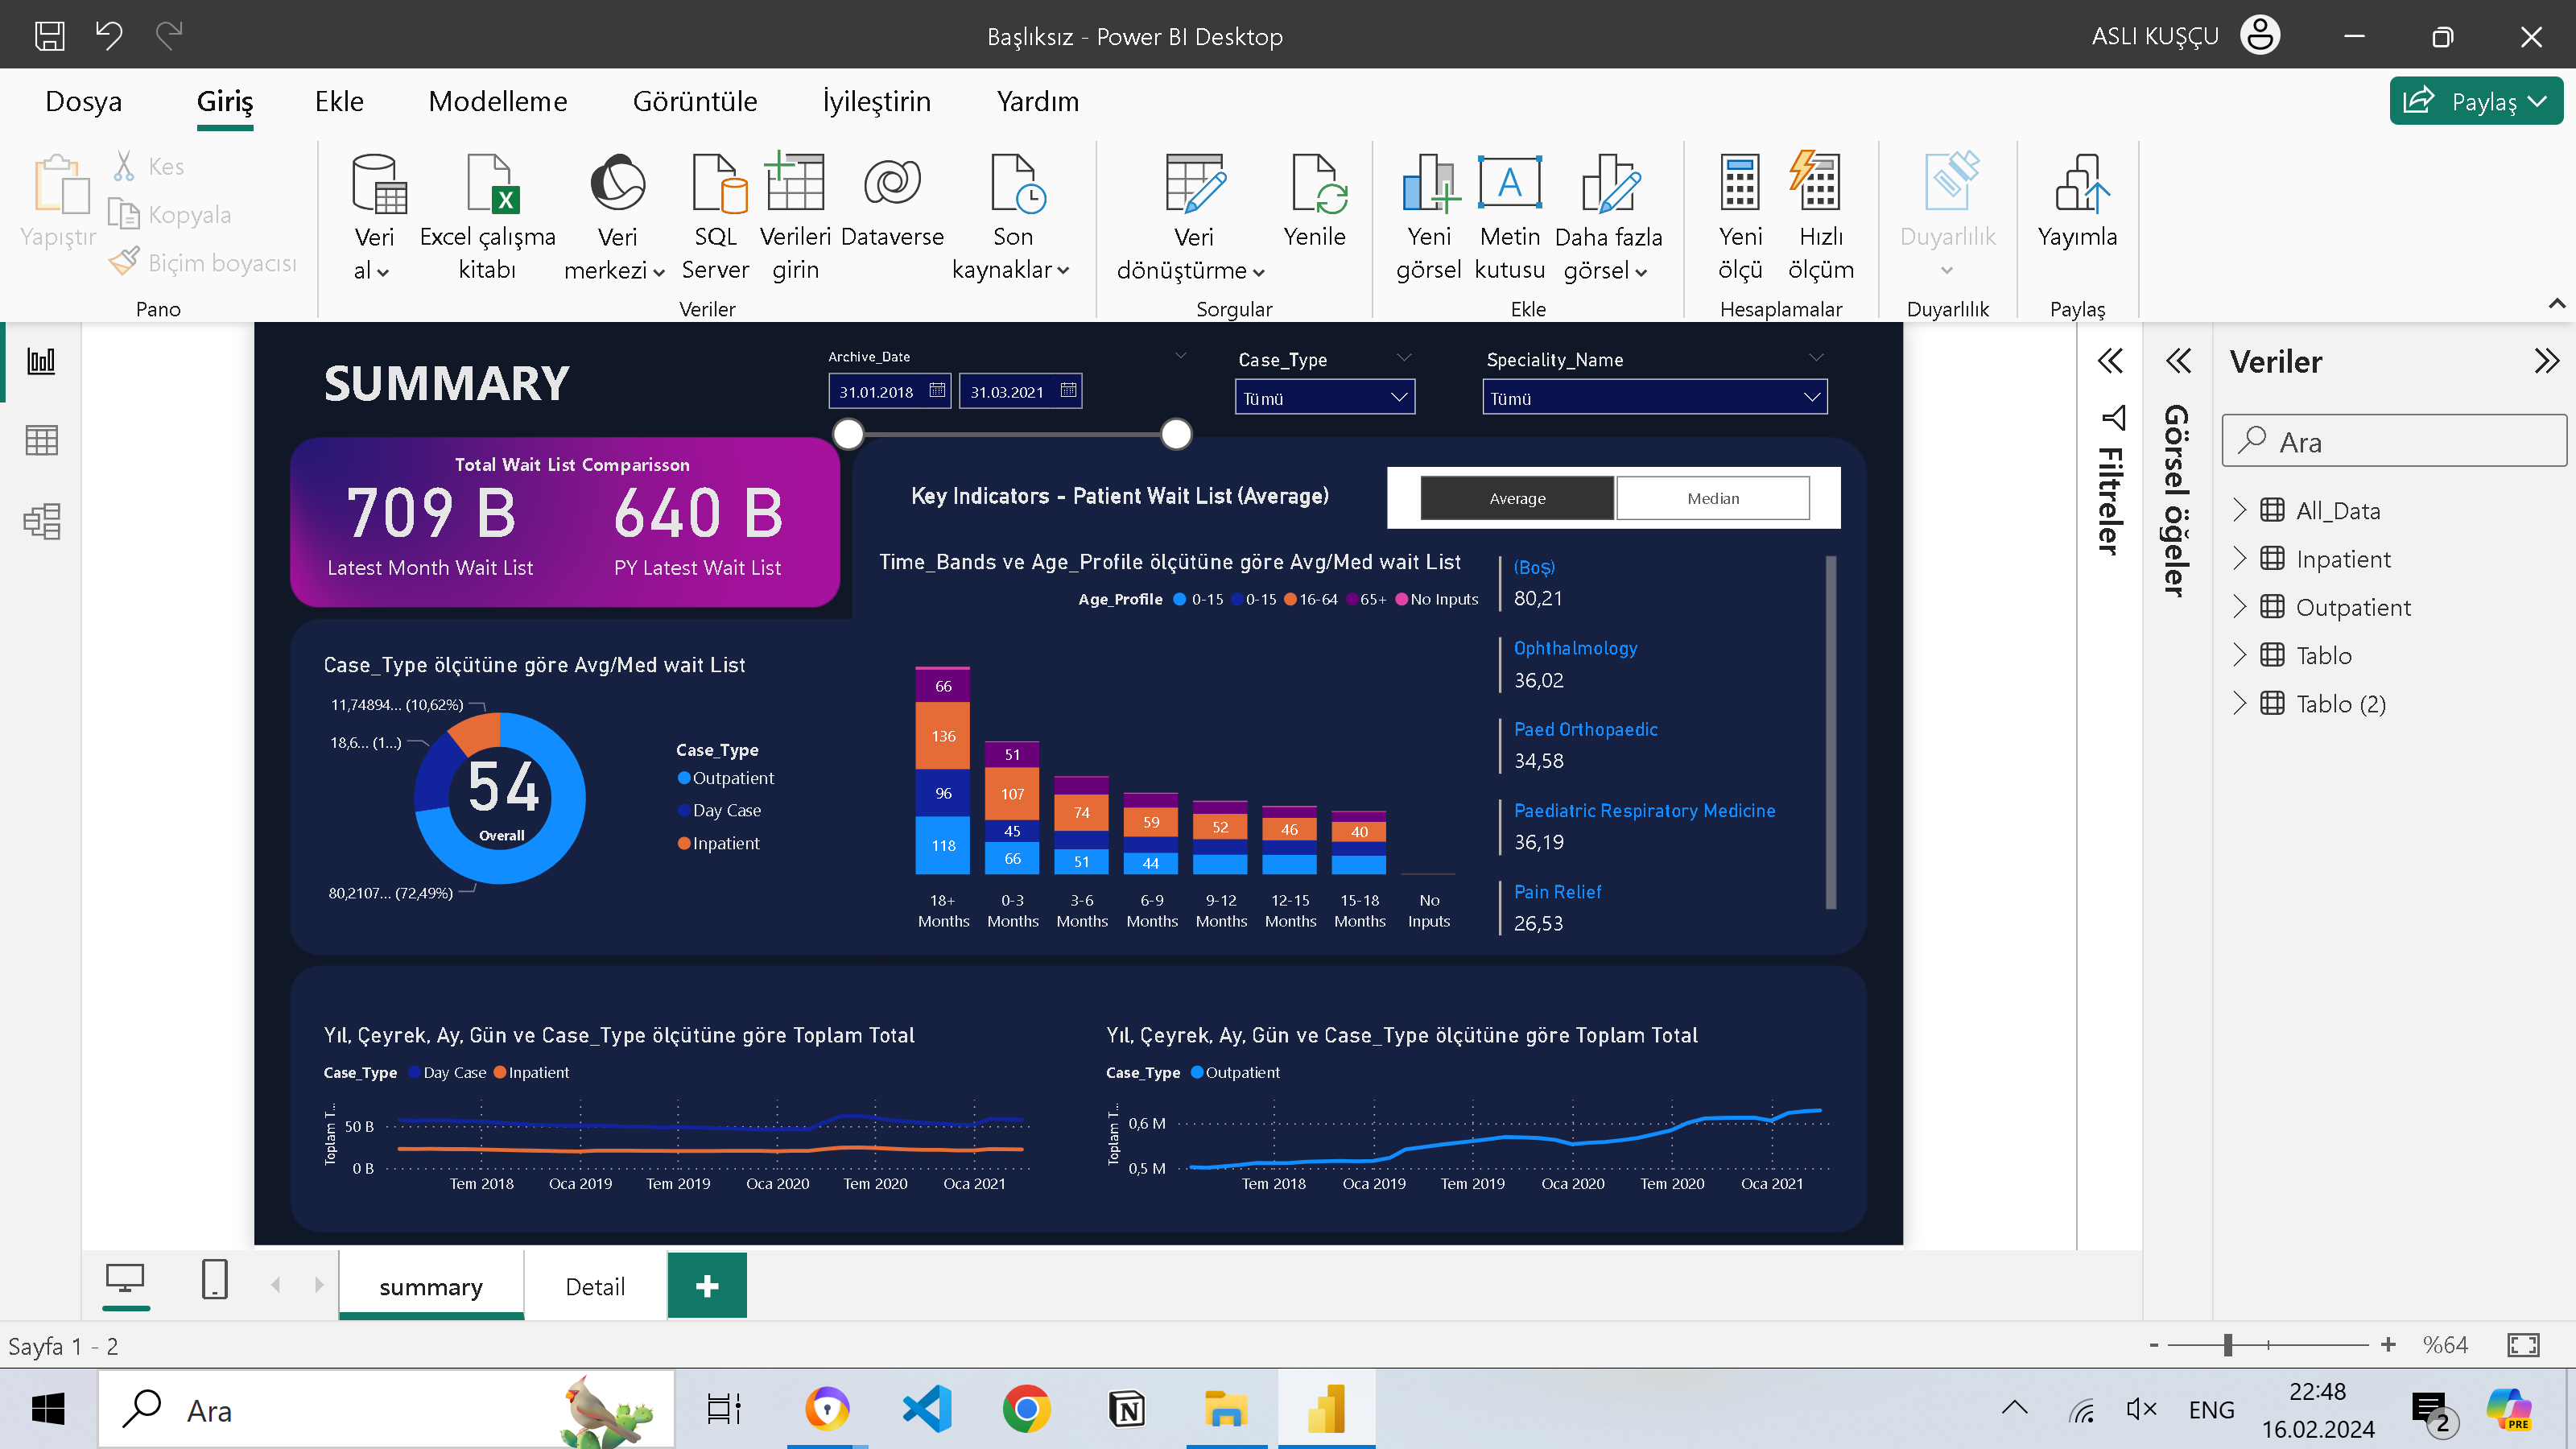 Başlıksız - Power BI Desktop
ASLI KUŞÇU
Dosya
Giriş
Ekle
Modelleme
Görüntüle
İyileştirin
Yardım
Paylaş
Yapıştır
Kes
Kopyala
Biçim boyacısı
Veri
al
Excel çalışma
kitabı
Veri
merkezi
SQL
Server
Verileri
girin
Dataverse
Son
kaynaklar
Veri
dönüştürme
Yenile
Yeni
görsel
Metin
kutusu
Daha fazla
görsel
Yeni
ölçü
Hızlı
ölçüm
Duyarlılık
Yayımla
Pano
Veriler
Sorgular
Ekle
Hesaplamalar
Duyarlılık
Paylaş
SUMMARY
Archive_Date
31.01.2018
31.03.2021
Case_Type
Tümü
Speciality_Name
Tümü
Total Wait List Comparisson
709 B
Latest Month Wait List
640 B
PY Latest Wait List
Key Indicators - Patient Wait List (Average)
Average
Median
Case_Type ölçütüne göre Avg/Med wait List
11,74894... (10,62%)
18,6... (1...)
80,2107... (72,49%)
54
Overall
Case_Type
Outpatient
Day Case
Inpatient
Time_Bands ve Age_Profile ölçütüne göre Avg/Med wait List
Age_Profile 0-15 0-15 16-64 65+ No Inputs
66
136
96
118
51
107
45
66
74
51
59
44
52
46
40
18+
Months
0-3
Months
3-6
Months
6-9
Months
9-12
Months
12-15
Months
15-18
Months
No
Inputs
(Boş)
80,21
Ophthalmology
36,02
Paed Orthopaedic
34,58
Paediatric Respiratory Medicine
36,19
Pain Relief
26,53
Yıl, Çeyrek, Ay, Gün ve Case_Type ölçütüne göre Toplam Total
Case_Type Day Case Inpatient
Toplam T...
50 B
0 B
Tem 2018 Oca 2019 Tem 2019 Oca 2020 Tem 2020 Oca 2021
Yıl, Çeyrek, Ay, Gün ve Case_Type ölçütüne göre Toplam Total
Case_Type Outpatient
Toplam T...
0,6 M
0,5 M
Tem 2018 Oca 2019 Tem 2019 Oca 2020 Tem 2020 Oca 2021
Filtreler
Görsel öğeler
Veriler
Ara
All_Data
Inpatient
Outpatient
Tablo
Tablo (2)
summary
Detail
Sayfa 1 - 2
%64
Ara
ENG
22:48
16.02.2024
2
PRE